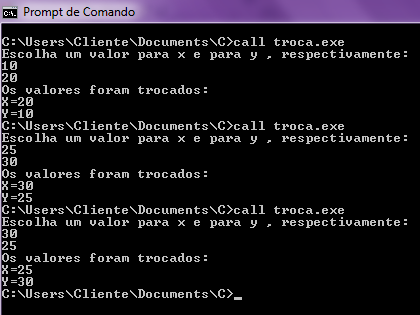 Prompt de Comando
C:\Users\Cliente\Documents\C>call troca.exe
Escolha um valor para x e para y , respectivamente:
10
20
Os valores foram trocados:
X=20
Y=10
C:\Users\Cliente\Documents\C>call troca.exe
Escolha um valor para x e para y , respectivamente:
25
30
Os valores foram trocados:
X=30
Y=25
C:\Users\Cliente\Documents\C>call troca.exe
Escolha um valor para x e para y , respectivamente:
30
25
Os valores foram trocados:
X=25
Y=30
C:\Users\Cliente\Documents\C>_